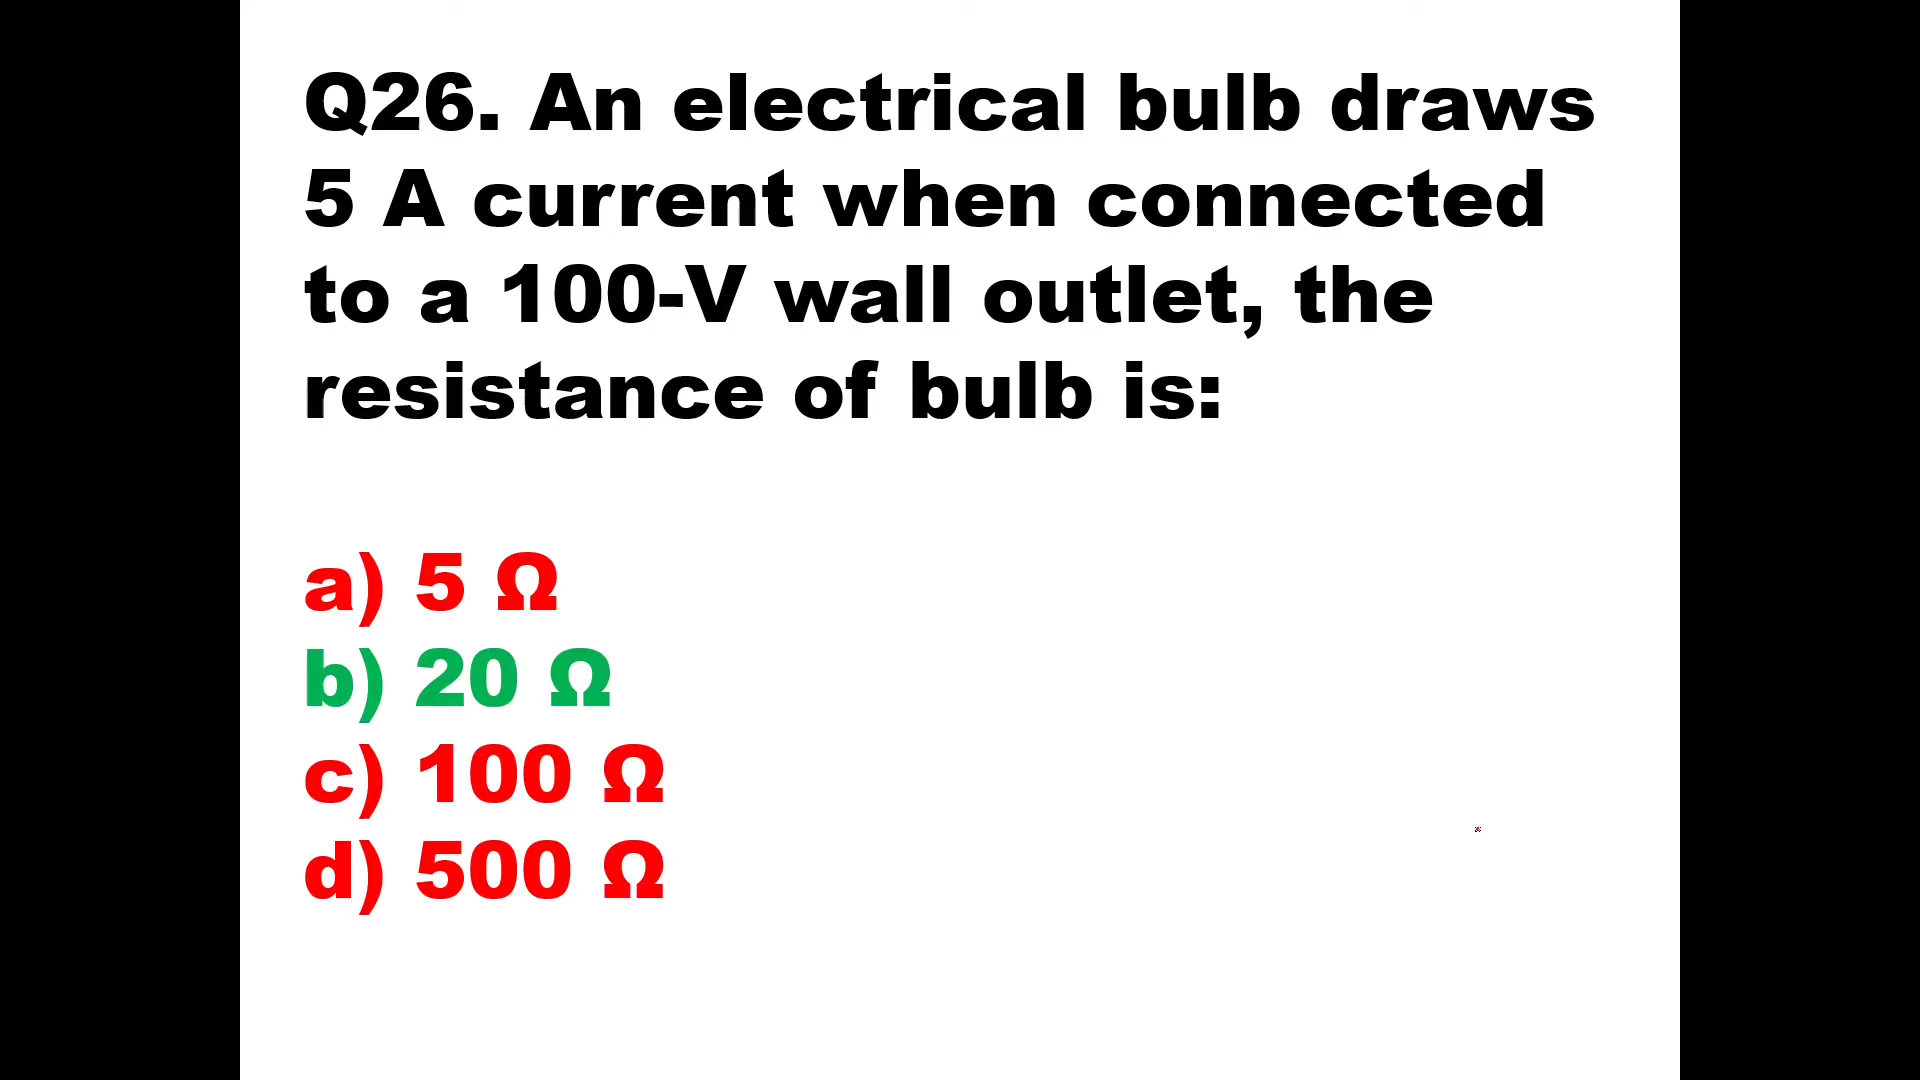 Q26. An electrical bulb draws
5 A current when connected
to a 100-V wall outlet, the
resistance of bulb is:
a) 5 Ω
b) 20 Ω
c) 100 Ω
d) 500 Ω